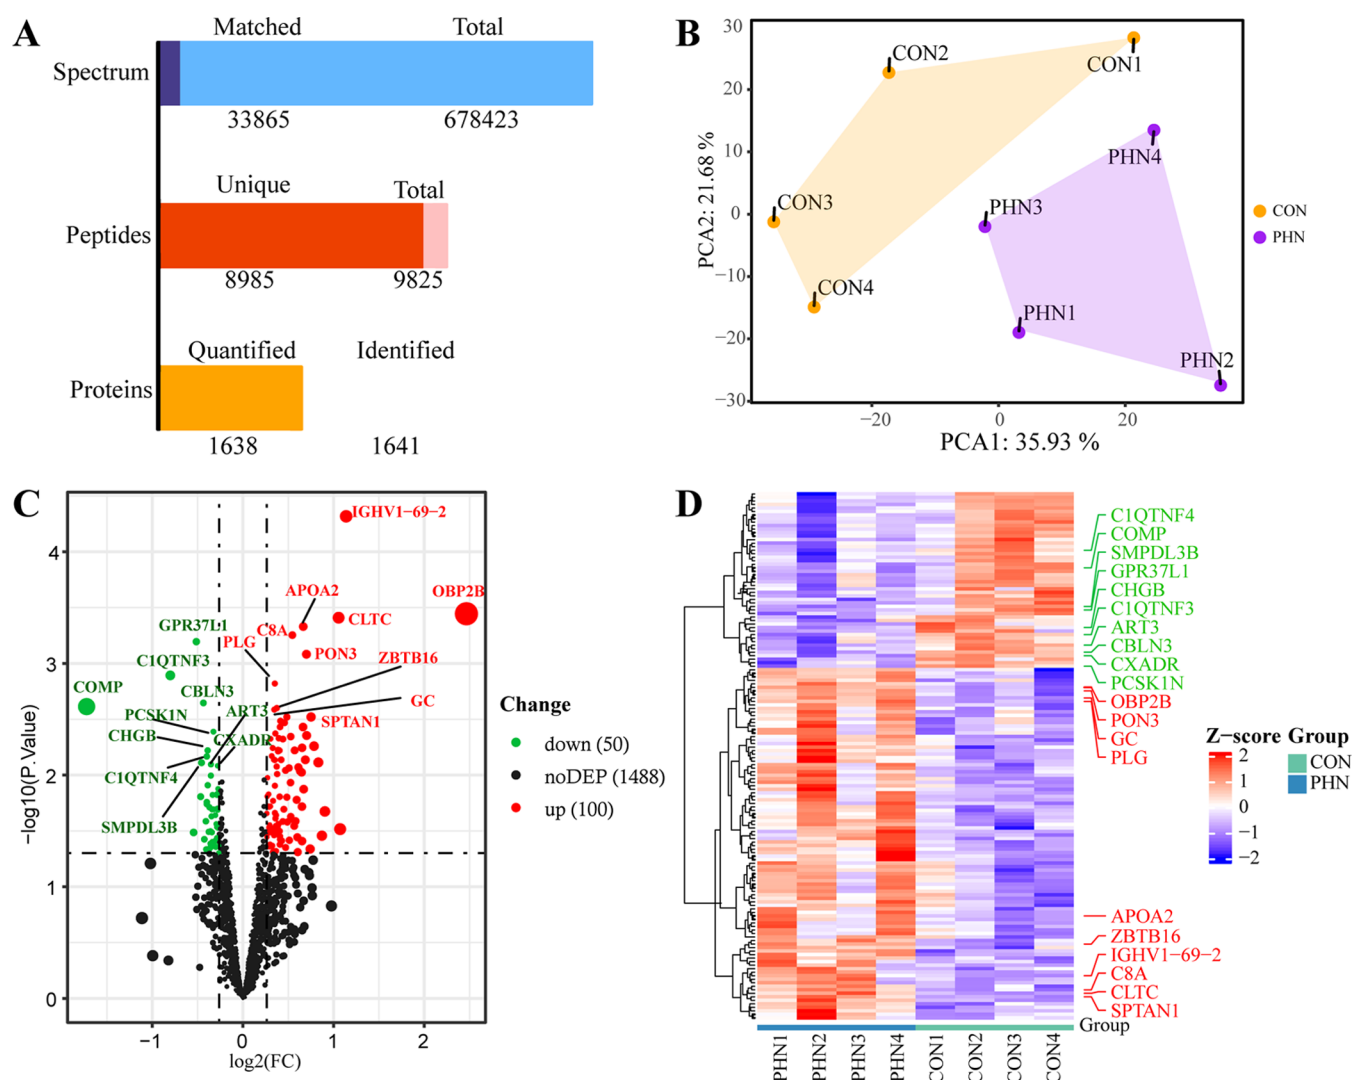 A
Matched Total
Spectrum
33865 678423
Unique Total
Peptides
8985 9825
Quantified Identified
Proteins
1638 1641
B
30
20
10
0
−10
−20
−30
PCA2: 21.68 %
CON2
CON1
PHN4
CON3
PHN3
CON4
PHN1
PHN2
−20 0 20
PCA1: 35.93 %
CON
PHN
C
4
3
2
1
0
−log10(P.Value)
IGHV1−69−2
APOA2
OBP2B
CLTC
GPR37L1
C8A
PLG
PON3
ZBTB16
C1QTNF3
COMP
CBLN3
GC
PCSK1N
ART3
SPTAN1
CHGB
CXADR
C1QTNF4
SMPDL3B
−1 0 1 2
log2(FC)
Change
down (50)
noDEP (1488)
up (100)
D
C1QTNF4
COMP
SMPDL3B
GPR37L1
CHGB
C1QTNF3
ART3
CBLN3
CXADR
PCSK1N
OBP2B
PON3
GC
PLG
APOA2
ZBTB16
IGHV1−69−2
C8A
CLTC
SPTAN1
Group
PHN1
PHN2
PHN3
PHN4
CON1
CON2
CON3
CON4
Z−score Group
2
1
0
−1
−2
CON
PHN